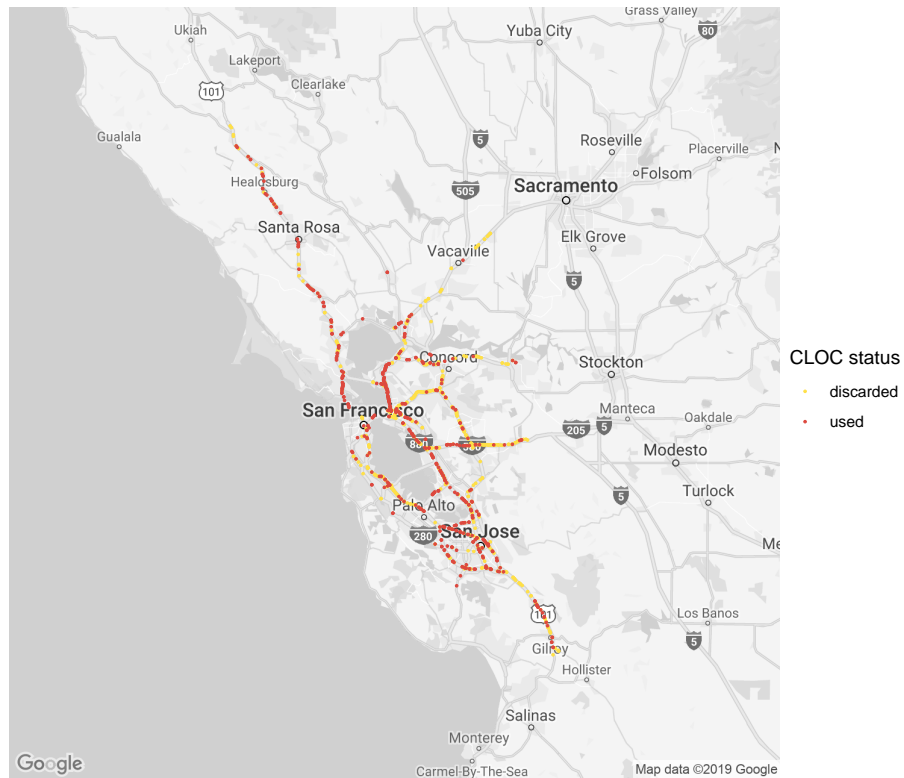 Grass Valley
Ukiah
Yuba City
80
Lakeport
101
Clearlake
Gualala
5
Roseville
Placerville
Folsom
Healdsburg
505
Sacramento
Santa Rosa
Elk Grove
Vacaville
5
Concord
Stockton
CLOC status
discarded
used
San Francisco
Manteca
205
5
Oakdale
880
580
Modesto
Turlock
5
Palo Alto
280
San Jose
Me
101
Los Banos
5
Gilroy
Hollister
Salinas
Monterey
Carmel-By-The-Sea
Google
Map data ©2019 Google